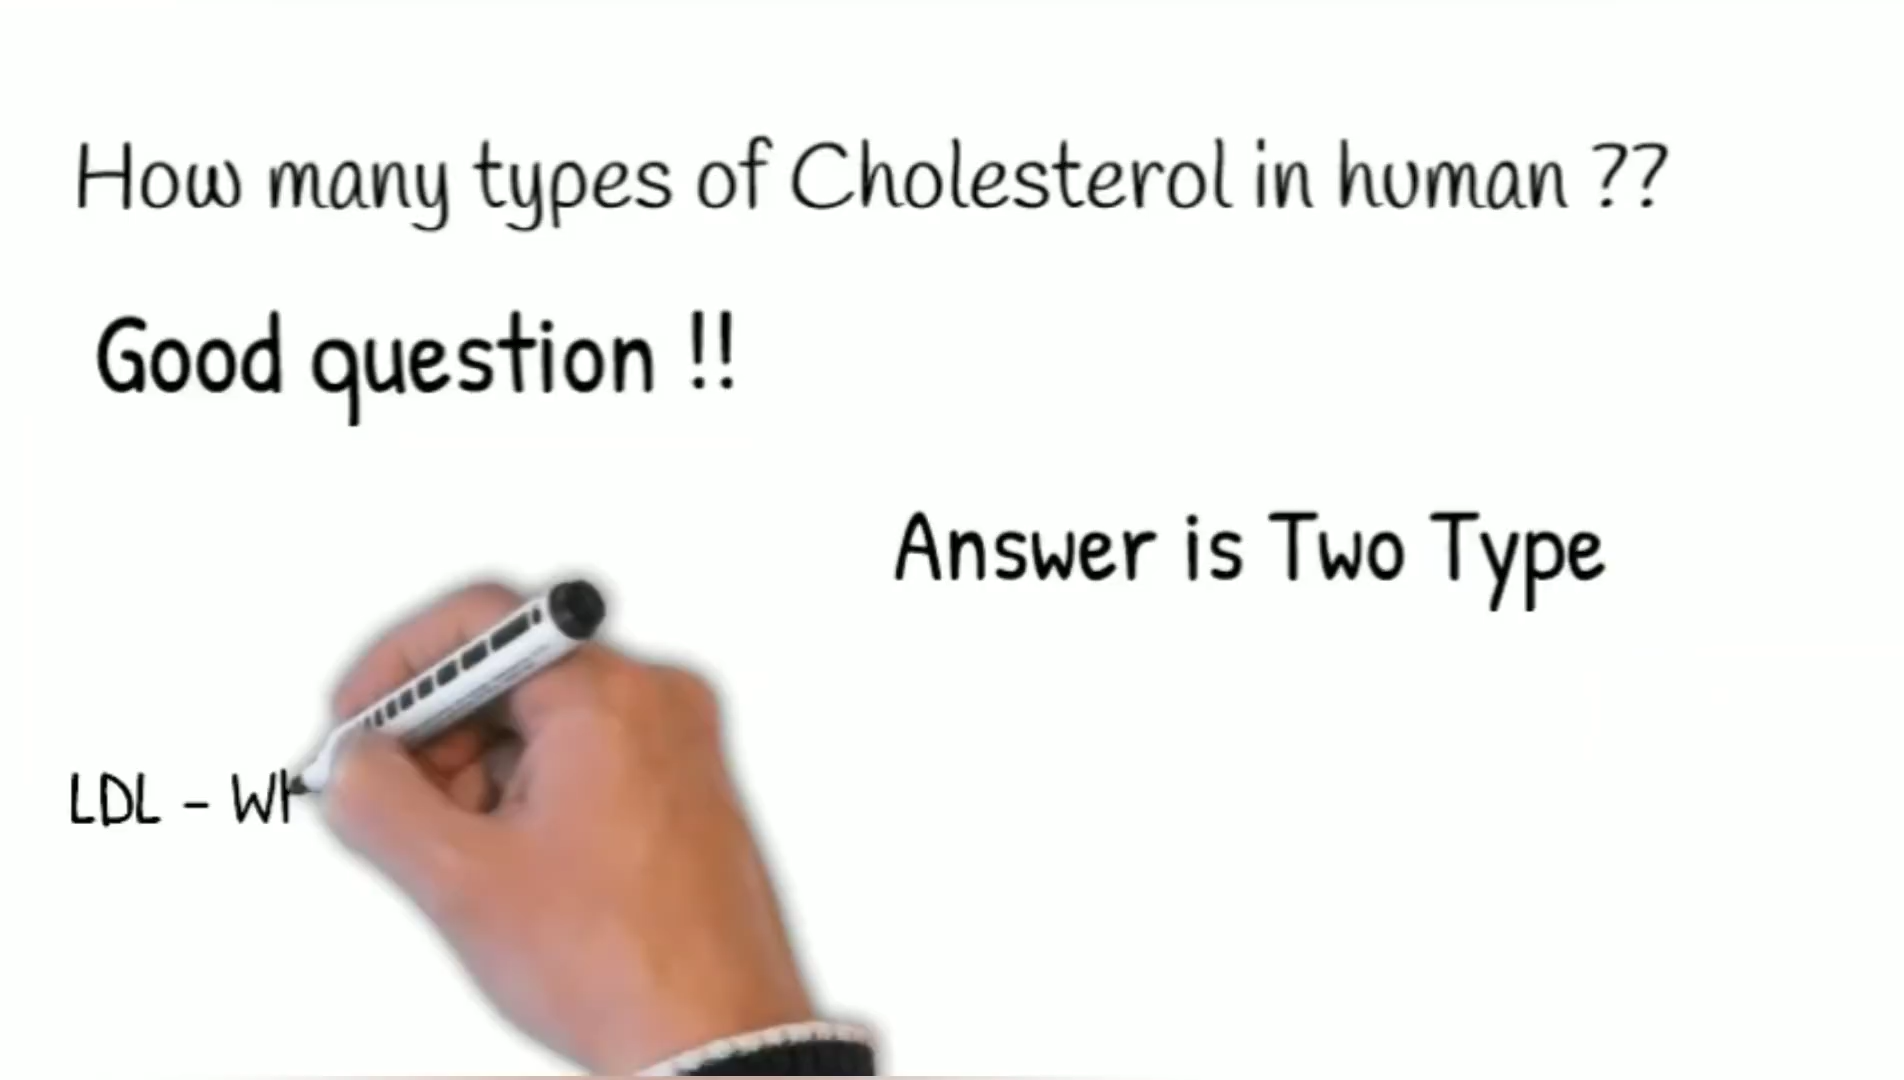 How many types of Cholesterol in human ??
Good question !!
Answer is Two Type
LDL -